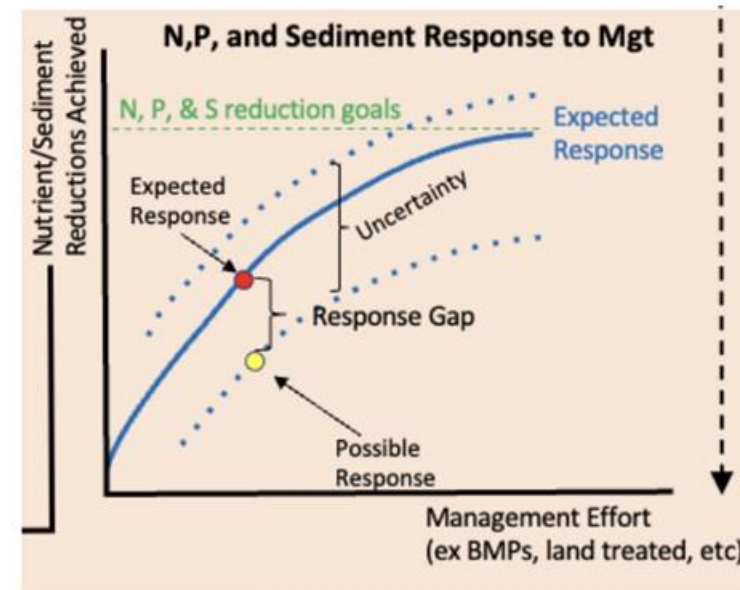 N,P, and Sediment Response to Mgt
Nutrient/Sediment
Reductions Achieved
N, P, & S reduction goals
Expected
Response
Expected
Response
Uncertainty
Response Gap
Possible
Response
Management Effort
(ex BMPs, land treated, etc)